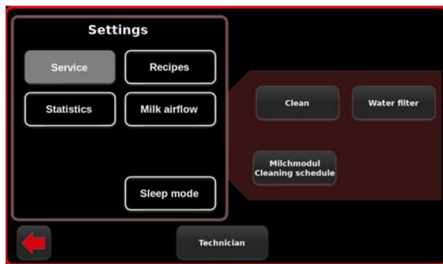 Settings
Service
Recipes
Statistics
Milk airflow
Clean
Water filter
Milchmodul
Cleaning schedule
Sleep mode
Technician